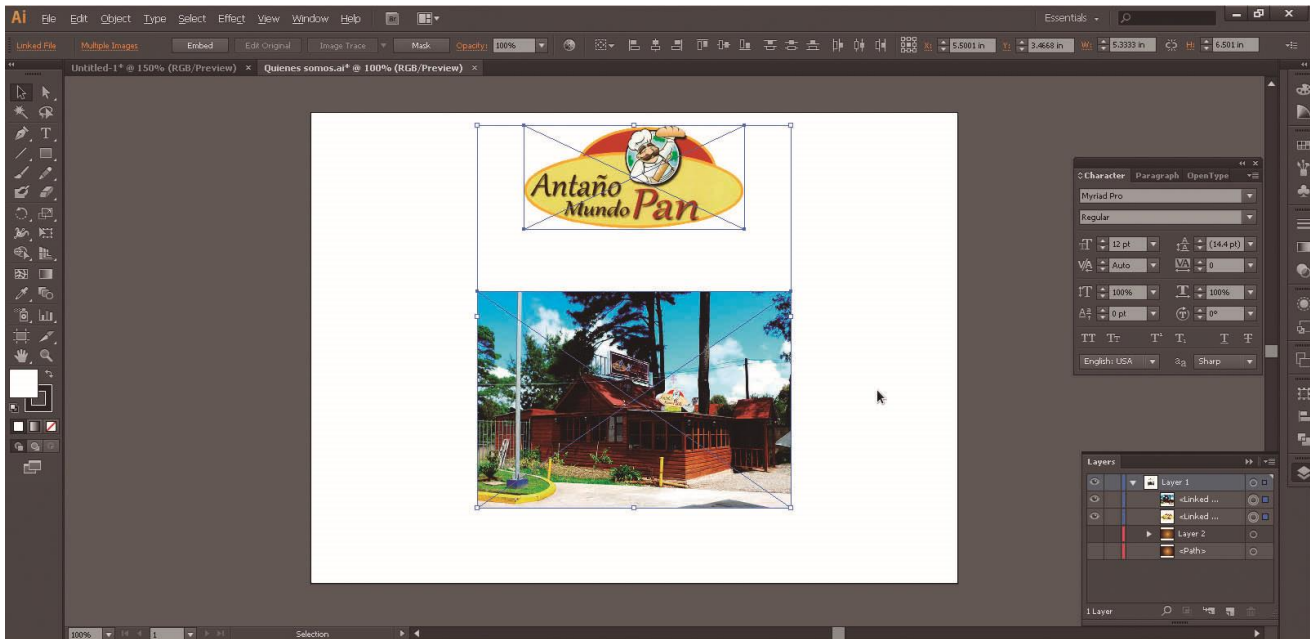 Ai File Edit Object Type Select Effect View Window Help Br Essentials
Linked File Multiple Images Embed Edit Original Image Trace Mask Opacity: 100% X: 5.5001 in Y: 3.4668 in W: 5.3333 in H: 6.501 in
Untitled-1* @ 150% (RGB/Preview) × Quienes somos.ai* @ 100% (RGB/Preview) ×
Antaño
Mundo Pan
Character Paragraph OpenType
Myriad Pro
Regular
12 pt (14.4 pt)
Auto 0
100% 100%
0 pt 0°
English: USA Sharp
Layers
Layer 1
<Linked ...
<Linked ...
Layer 2
<Path>
1 Layer
100% 1 Selection